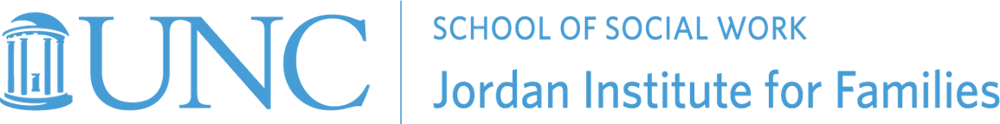 UNC
SCHOOL OF SOCIAL WORK
Jordan Institute for Families